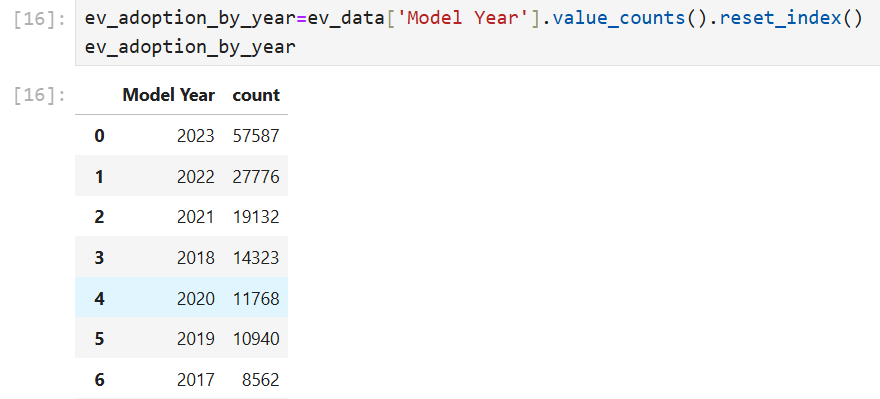 [16]: ev_adoption_by_year=ev_data['Model Year'].value_counts().reset_index()
ev_adoption_by_year
[16]: Model Year count
0 2023 57587
1 2022 27776
2 2021 19132
3 2018 14323
4 2020 11768
5 2019 10940
6 2017 8562